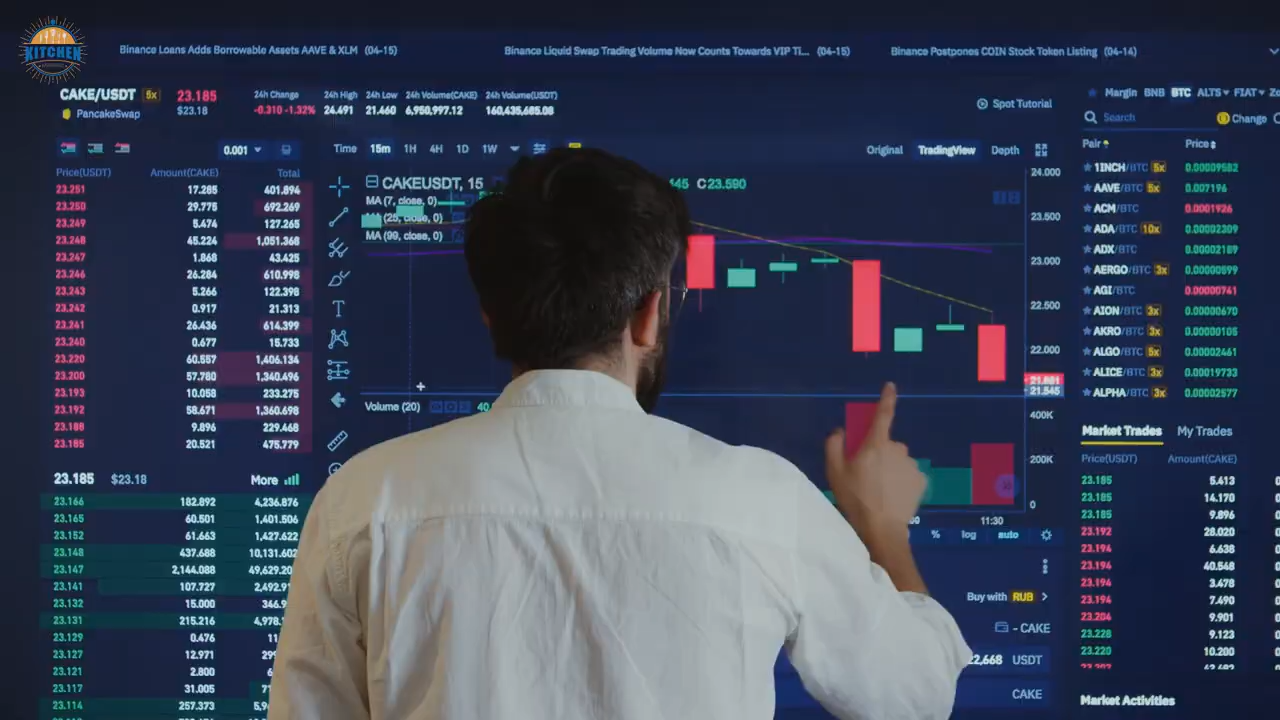 KITCHEN
Binance Loans Adds Borrowable Assets AAVE & XLM (04-15)
Binance Liquid Swap Trading Volume Now Counts Towards VIP Ti... (04-15)
Binance Postpones COIN Stock Token Listing (04-14)
CAKE/USDT 5x 23.185
$23.18
PancakeSwap
24h Change
-0.310 -1.32%
24h High
24.491
24h Low
21.460
24h Volume(CAKE)
6,950,997.12
24h Volume(USDT)
160,435,685.08
Spot Tutorial
Margin BNB BTC ALTS FIAT
Search
Change
0.001
Time 15m 1H 4H 1D 1W
Original TradingView Depth
Price(USDT) Amount(CAKE) Total
23.251 17.285 401.894
23.250 29.775 692.269
23.249 5.474 127.265
23.248 45.224 1,051.368
23.247 1.868 43.425
23.246 26.284 610.998
23.243 5.266 122.398
23.242 0.917 21.313
23.241 26.436 614.399
23.240 0.677 15.733
23.220 60.557 1,406.134
23.200 57.780 1,340.496
23.193 10.058 233.275
23.192 58.671 1,360.698
23.188 9.896 229.468
23.185 20.521 475.779
23.185 $23.18 More
23.166 182.892 4,236.876
23.165 60.501 1,401.506
23.152 61.663 1,427.622
23.148 437.688 10,131.602
23.147 2,144.088 49,629.20
23.141 107.727 2,492.91
23.132 15.000 346.9
23.131 215.216 4,978.
23.129 0.476 11
23.127 12.971 299
23.121 2.800
23.117 31.005
23.114 257.373 5,9
CAKEUSDT, 15
C23.590
MA (7, close, 0)
MA (25, close, 0)
MA (99, close, 0)
24.000
23.500
23.000
22.500
22.000
21.545
Volume (20)
400K
200K
0
11:30
% log auto
Buy with RUB
- CAKE
22,668 USDT
CAKE
Pair Price
1INCH/BTC 5x 0.00009582
AAVE/BTC 5x 0.007196
ACM/BTC 0.0001926
ADA/BTC 10x 0.00002309
ADX/BTC 0.00002189
AERGO/BTC 3x 0.00000599
AGI/BTC 0.00000741
AION/BTC 3x 0.00000670
AKRO/BTC 3x 0.00000105
ALGO/BTC 5x 0.00002461
ALICE/BTC 3x 0.00019733
ALPHA/BTC 3x 0.00002577
Market Trades My Trades
Price(USDT) Amount(CAKE)
23.185 5.413
23.185 14.170
23.185 9.896
23.192 28.020
23.194 6.638
23.194 40.548
23.194 3.478
23.194 7.490
23.204 9.901
23.228 9.123
23.220 10.200
Market Activities